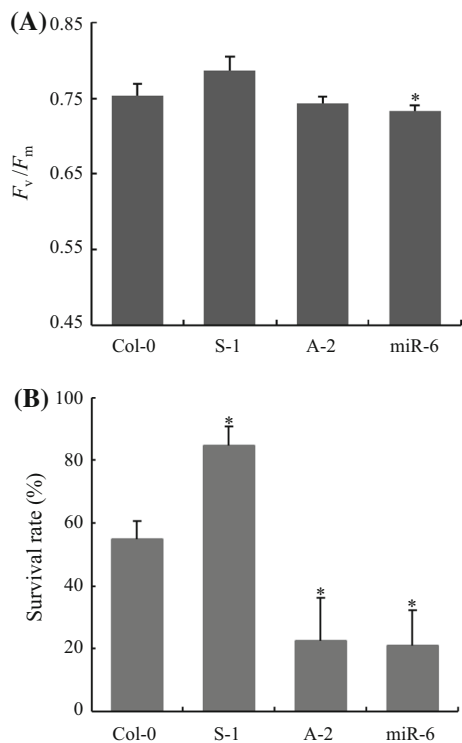 (A)
0.85
0.75
0.65
0.55
0.45
Fv/Fm
*
Col-0 S-1 A-2 miR-6
(B)
100
80
60
40
20
0
Survival rate (%)
*
* *
Col-0 S-1 A-2 miR-6